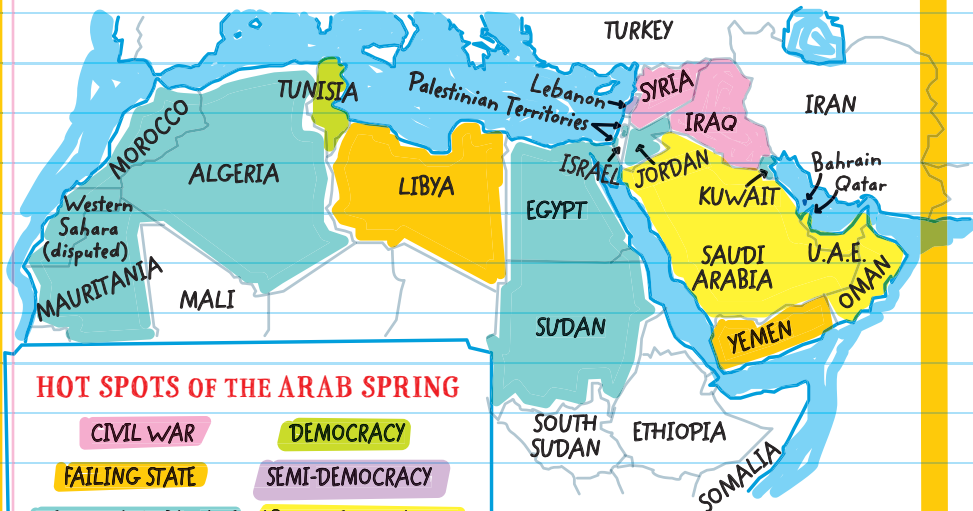 TURKEY
TUNISIA
Palestinian Territories
Lebanon
SYRIA
IRAQ
IRAN
MOROCCO
ALGERIA
LIBYA
ISRAEL
JORDAN
KUWAIT
Bahrain
Qatar
Western
Sahara
(disputed)
EGYPT
SAUDI
ARABIA
U.A.E.
OMAN
MAURITANIA
MALI
SUDAN
YEMEN
SOUTH
SUDAN
ETHIOPIA
SOMALIA
HOT SPOTS OF THE ARAB SPRING
CIVIL WAR
DEMOCRACY
FAILING STATE
SEMI-DEMOCRACY